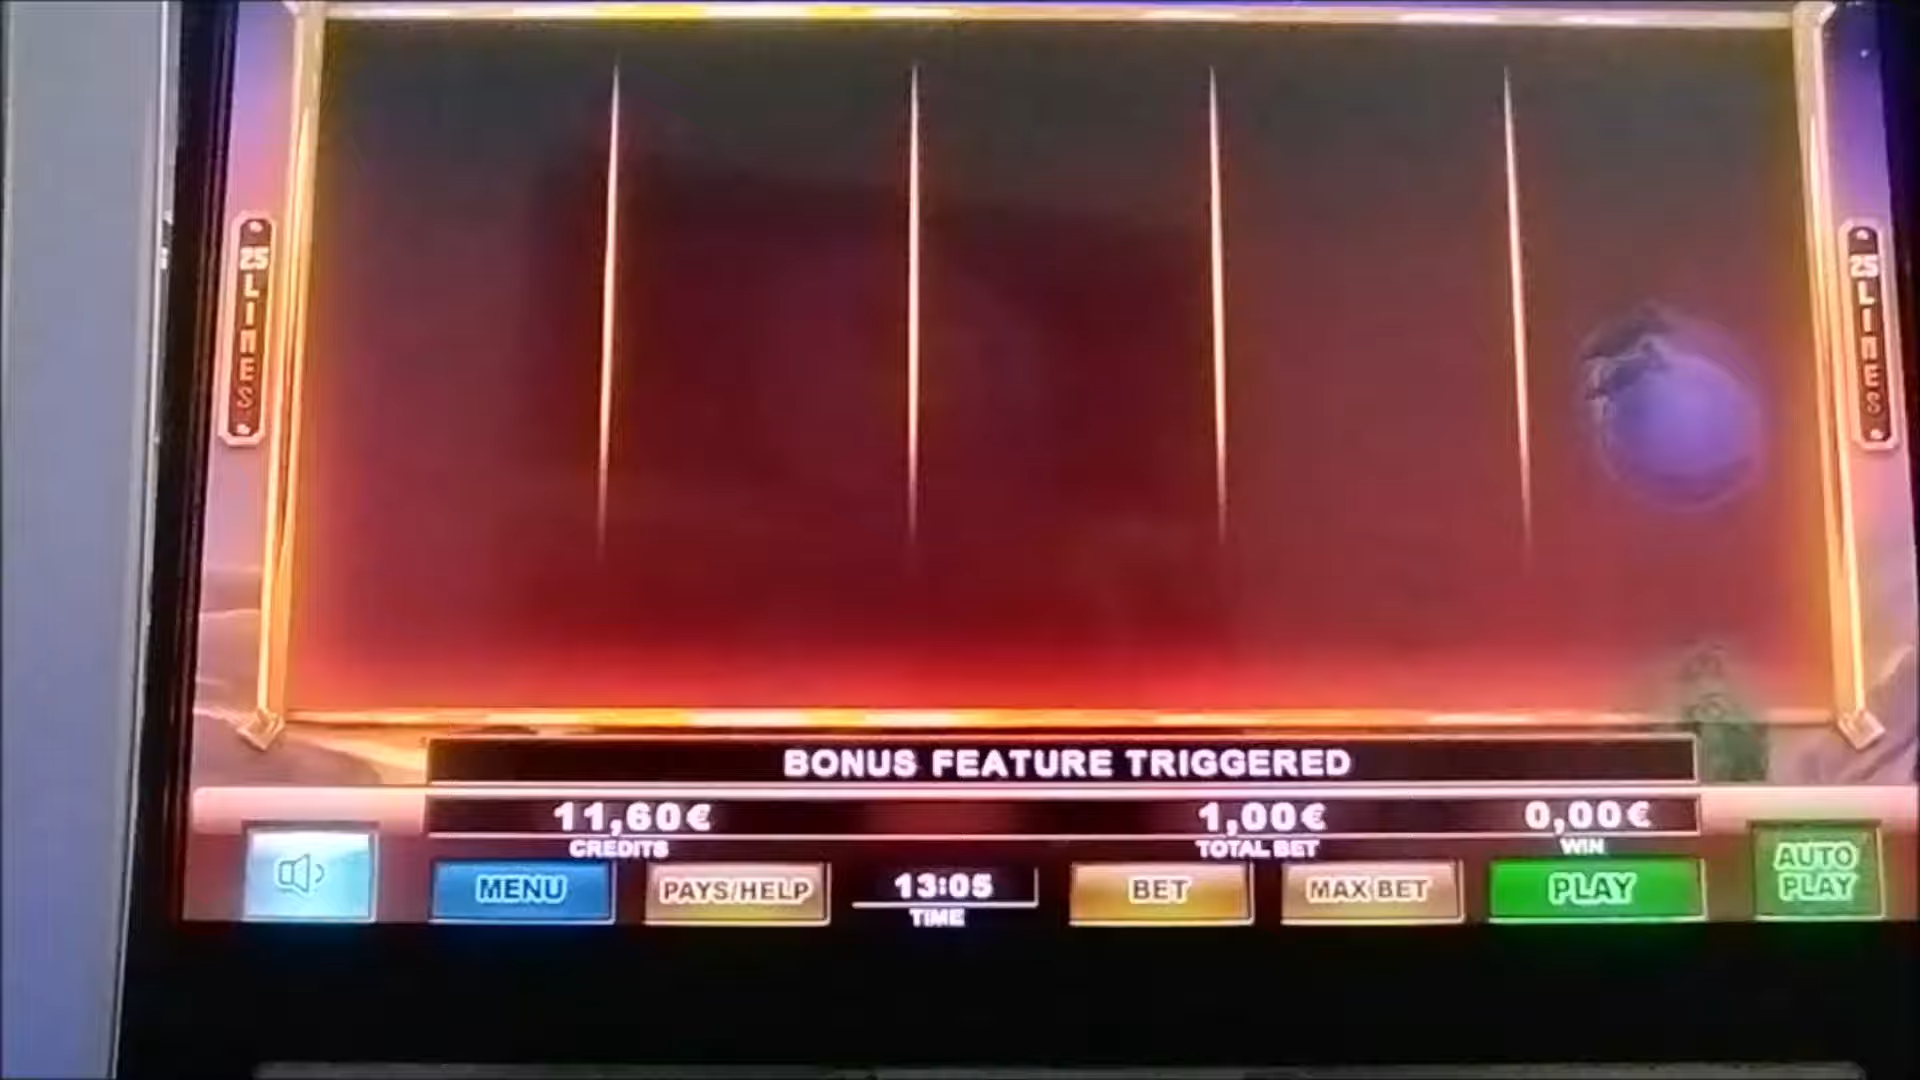 25 LINES
25 LINES
BONUS FEATURE TRIGGERED
11,60€
1,00€
0,00€
CREDITS
TOTAL BET
WIN
MENU
PAYS/HELP
13:05
TIME
BET
MAX BET
PLAY
AUTO
PLAY